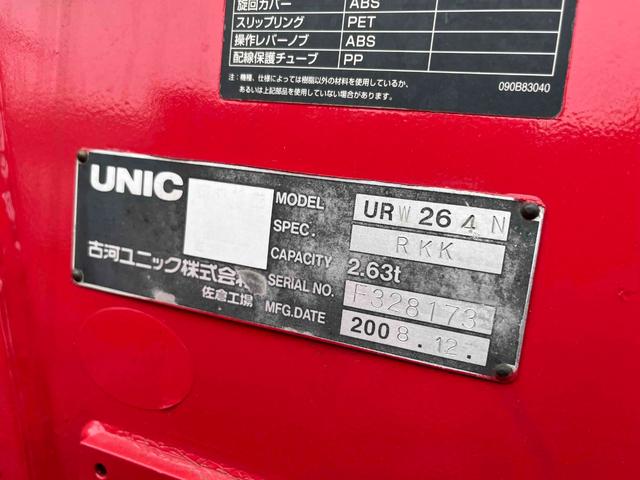 旋回カバー ABS
スリップリング PET
操作レバーノブ ABS
配線保護チューブ PP
注：機種、仕様によっては樹脂以外の材料を使用しているか、
あるいは上記部品を使用していない場合があります。
090B83040
UNIC
MODEL URW264N
SPEC. RKK
CAPACITY 2.63t
SERIAL NO. F328173
MFG.DATE 2008.12.
古河ユニック株式会
佐倉工場